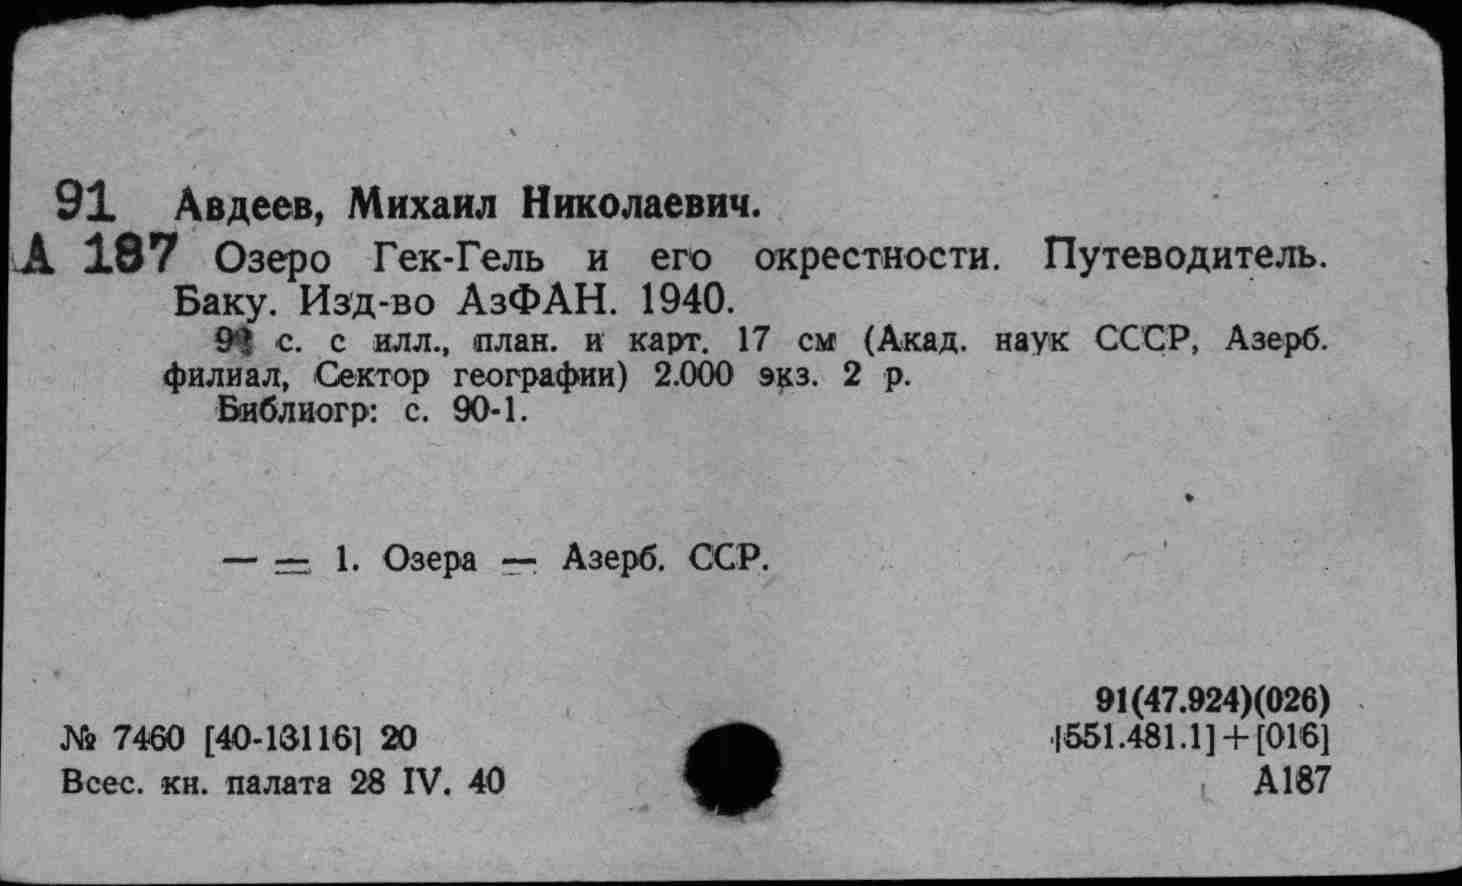 91 Авдеев, Михаил Николаевич.
А 187 Озеро Гек-Гель и его окрестности. Путеводитель.
Баку. Изд-во АзФАН. 1940.
с. с илл., план. и карт. 17 см (Акад. наук СССР, Азерб.
филиал, Сектор географии) 2.000 экз. 2 р.
Библиогр: с. 90-1.
— = 1. Озера — Азерб. ССР.
91(47.924)(026)
№ 7460 [40-13116] 20
[551.481.1]+[016]
Всес. кн. палата 28 IV. 40
А187